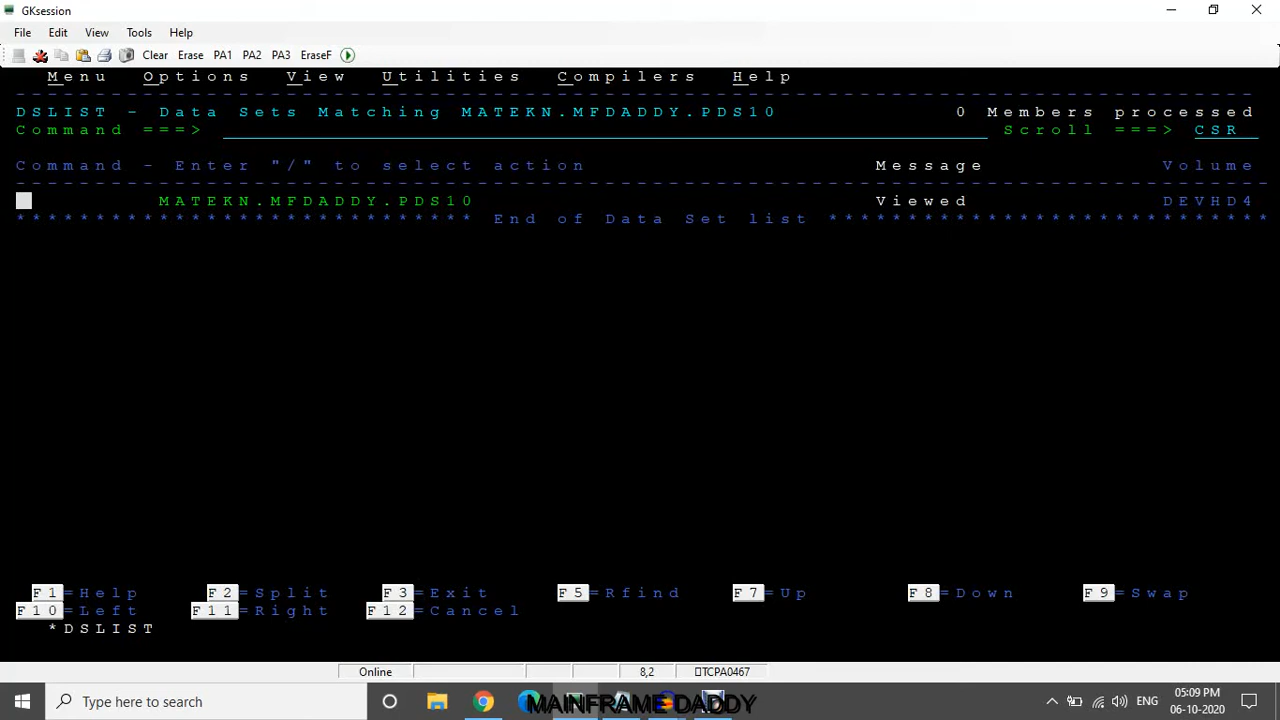 GKsession
File Edit View Tools Help
Clear Erase PA1 PA2 PA3 EraseF
Menu Options View Utilities Compilers Help
- - - - - - - - - - - - - - - - - - - - - - - - - - - - - - - - - - - - - - - - - - - - - - - - - - - - - - - - - - - - - - - - - - - - - - - - - - - - - -
DSLIST - Data Sets Matching MATEKN.MFDADDY.PDS10 0 Members processed
Command ===> Scroll ===> CSR
Command - Enter "/" to select action Message Volume
- - - - - - - - - - - - - - - - - - - - - - - - - - - - - - - - - - - - - - - - - - - - - - - - - - - - - - - - - - - - - - - - - - - - - - - - - - - - - - -
MATEKN.MFDADDY.PDS10 Viewed DEVHD4
***************************** End of Data Set list ****************************
F1=Help F2=Split F3=Exit F5=Rfind F7=Up F8=Down F9=Swap
F10=Left F11=Right F12=Cancel
*DSLIST
Online 8,2 TCPA0467
Type here to search MAINFRAME DADDY ENG 05:09 PM
06-10-2020